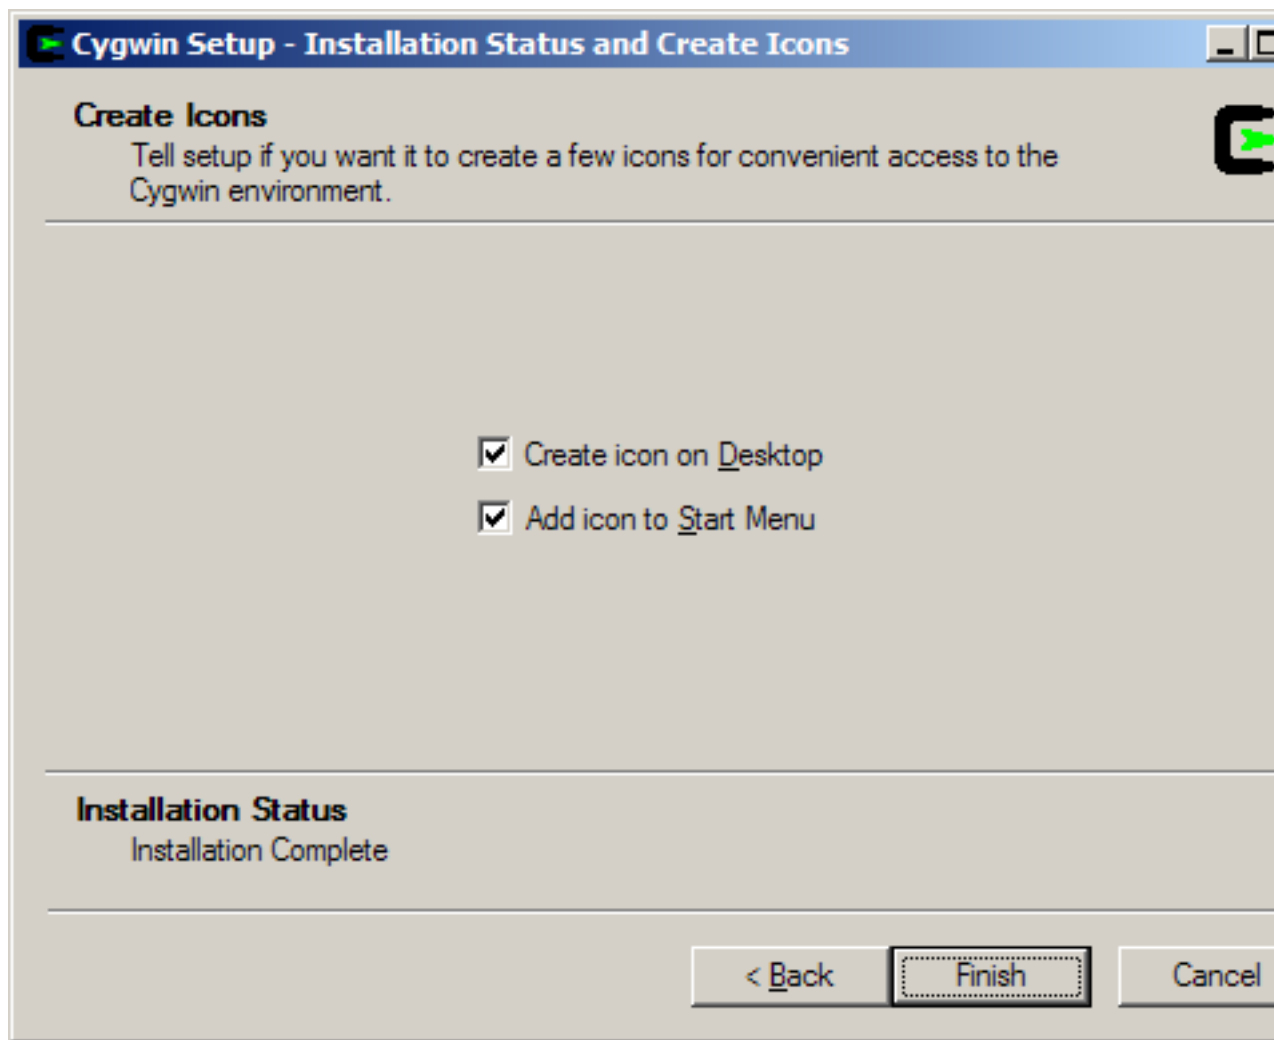 Cygwin Setup - Installation Status and Create Icons
Create Icons
Tell setup if you want it to create a few icons for convenient access to the
Cygwin environment.
Create icon on Desktop
Add icon to Start Menu
Installation Status
Installation Complete
< Back
Finish
Cancel